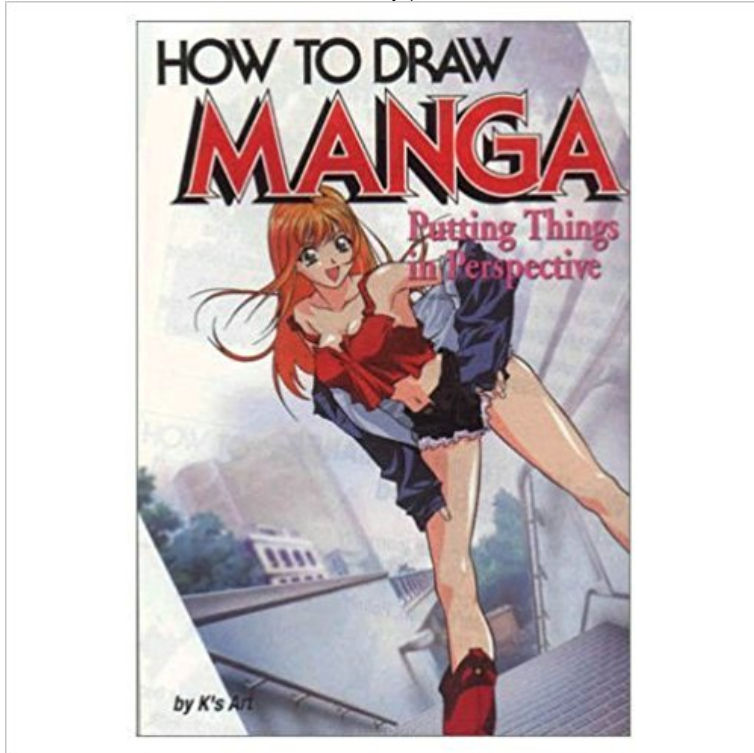 HOW TO DRAW
MANGA
Putting Things
in Perspective
by K's Art